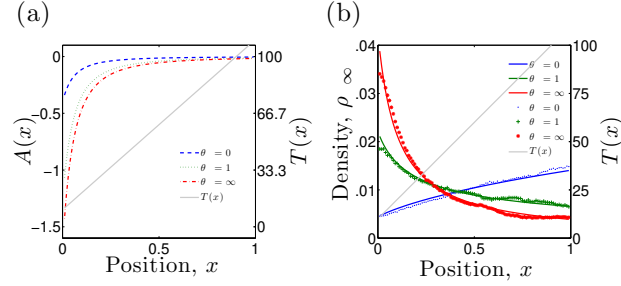 (a)
0
−0.5
−1
−1.5
A(x)
100
66.7
33.3
0
T(x)
θ = 0
θ = 1
θ = ∞
T(x)
0
0.5
1
Position, x
(b)
.04
.03
.02
.01
0
Density, ρ∞
100
75
50
25
0
T(x)
θ = 0
θ = 1
θ = ∞
θ = 0
θ = 1
θ = ∞
T(x)
0
0.5
1
Position, x